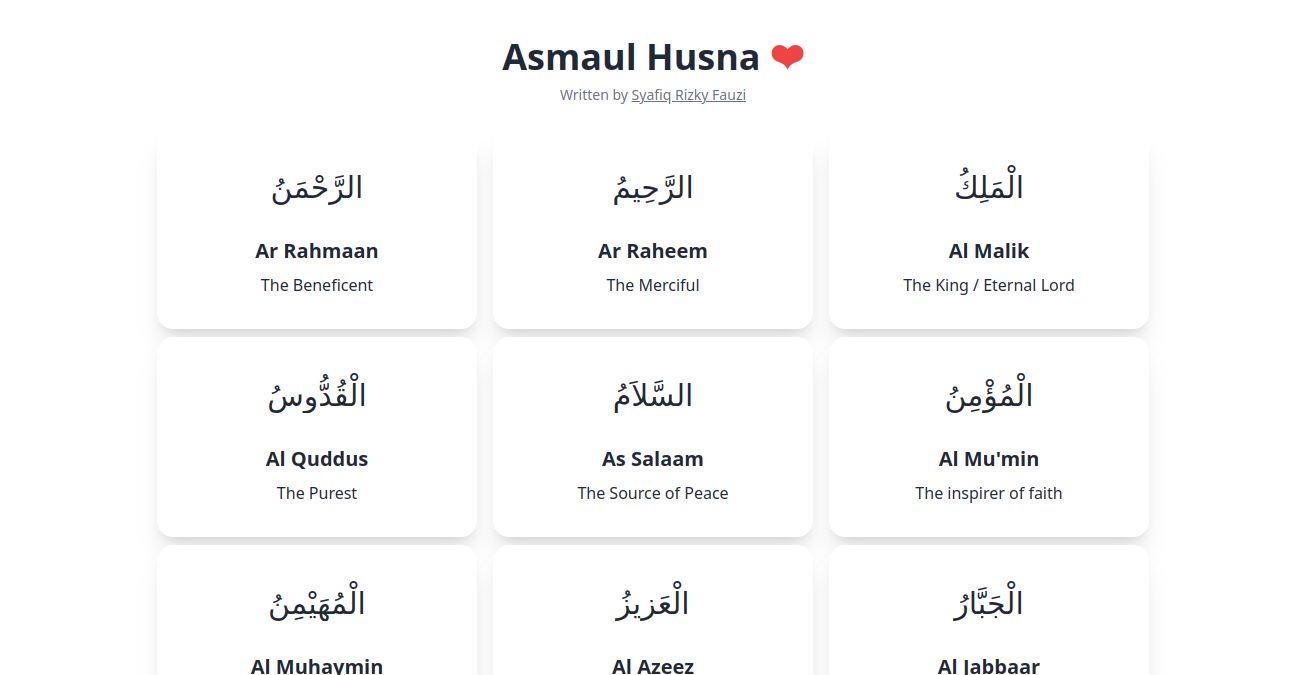 Asmaul Husna ❤
Written by Syafiq Rizky Fauzi
الرَّحْمَنُ
Ar Rahmaan
The Beneficent
الرَّحِيمُ
Ar Raheem
The Merciful
الْمَلِكُ
Al Malik
The King / Eternal Lord
الْقُدُّوسُ
Al Quddus
The Purest
السَّلاَمُ
As Salaam
The Source of Peace
الْمُؤْمِنُ
Al Mu'min
The inspirer of faith
الْمُهَيْمِنُ
Al Muhaymin
الْعَزِيزُ
Al Azeez
الْجَبَّارُ
Al Jabbaar